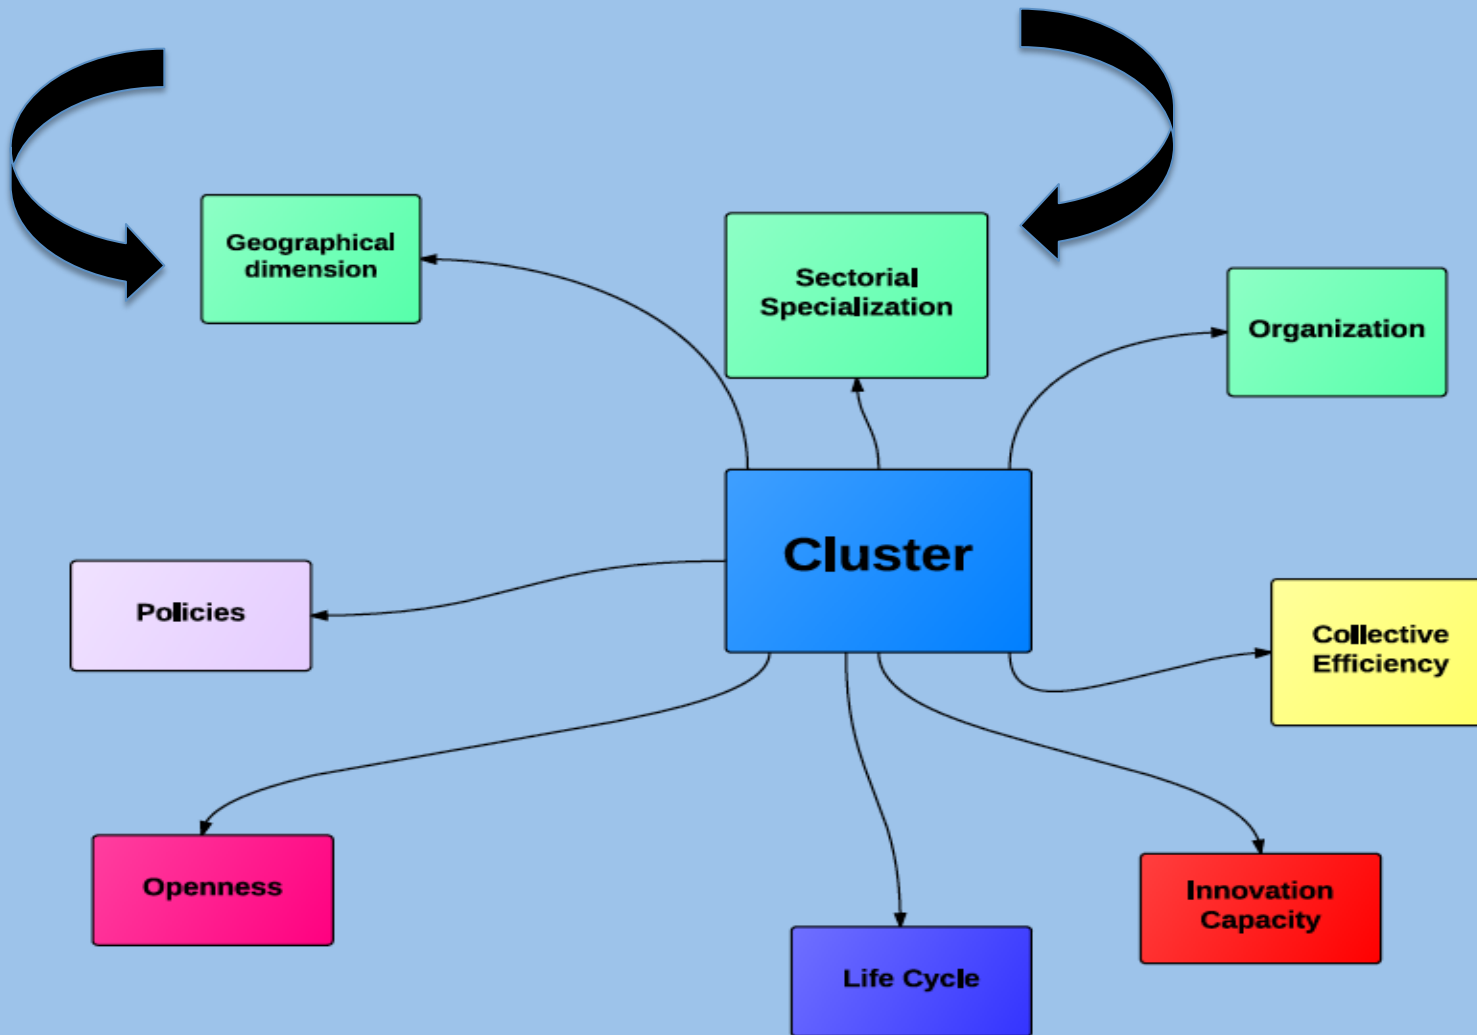 Geographical
dimension
Sectorial
Specialization
Organization
Cluster
Policies
Collective
Efficiency
Openness
Innovation
Capacity
Life Cycle